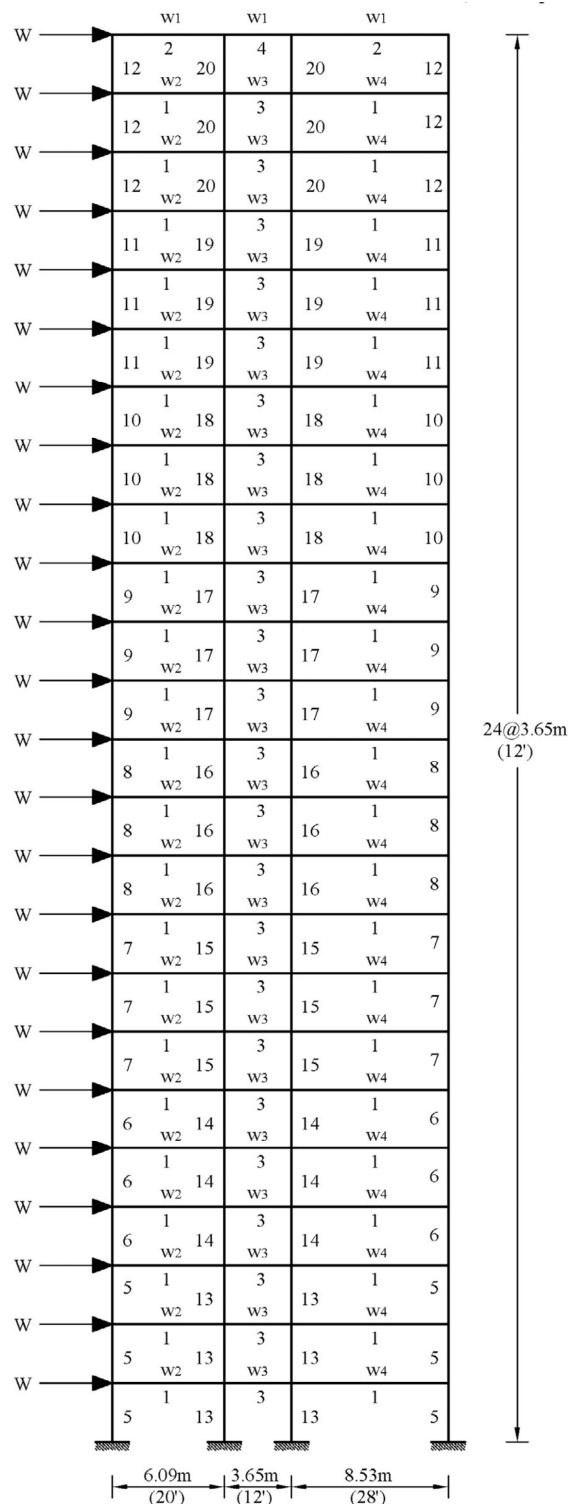 W1 W1 W1
W
2 4 2
12 20 20 12
W2 W3 W4
W
1 3 1
12 20 20 12
W2 W3 W4
W
1 3 1
12 20 20 12
W2 W3 W4
W
1 3 1
11 19 19 11
W2 W3 W4
W
1 3 1
11 19 19 11
W2 W3 W4
W
1 3 1
11 19 19 11
W2 W3 W4
W
1 3 1
10 18 18 10
W2 W3 W4
W
1 3 1
10 18 18 10
W2 W3 W4
W
1 3 1
10 18 18 10
W2 W3 W4
W
1 3 1
9 17 17 9
W2 W3 W4
W
1 3 1
9 17 17 9
W2 W3 W4
W
1 3 1
9 17 17 9
W2 W3 W4
24@3.65m
(12')
W
1 3 1
8 16 16 8
W2 W3 W4
W
1 3 1
8 16 16 8
W2 W3 W4
W
1 3 1
8 16 16 8
W2 W3 W4
W
1 3 1
7 15 15 7
W2 W3 W4
W
1 3 1
7 15 15 7
W2 W3 W4
W
1 3 1
7 15 15 7
W2 W3 W4
W
1 3 1
6 14 14 6
W2 W3 W4
W
1 3 1
6 14 14 6
W2 W3 W4
W
1 3 1
6 14 14 6
W2 W3 W4
W
1 3 1
5 13 13 5
W2 W3 W4
W
1 3 1
5 13 13 5
W2 W3 W4
W
1 3 1
5 13 13 5
6.09m 3.65m 8.53m
(20') (12') (28')